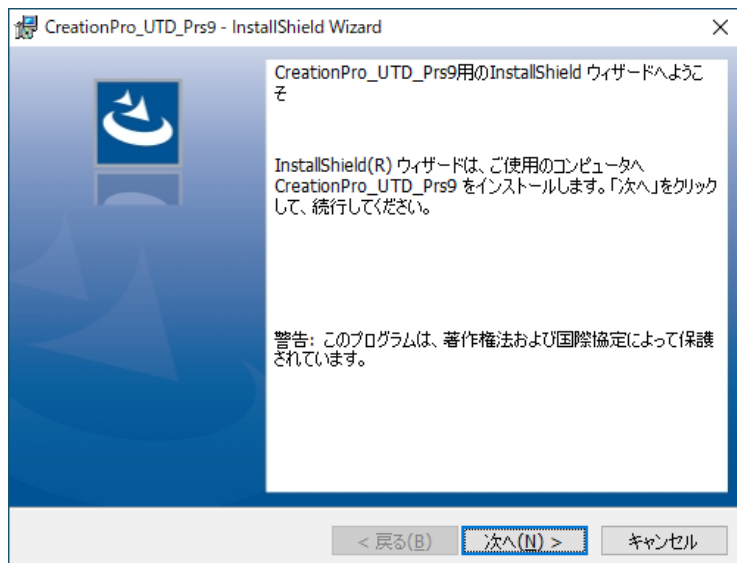 CreationPro_UTD_Prs9 - InstallShield Wizard
CreationPro_UTD_Prs9用のInstallShield ウィザードへようこ
そ
InstallShield(R) ウィザードは、ご使用のコンピュータへ
CreationPro_UTD_Prs9 をインストールします。「次へ」をクリック
して、続行してください。
警告: このプログラムは、著作権法および国際協定によって保護
されています。
< 戻る(B)
次へ(N) >
キャンセル